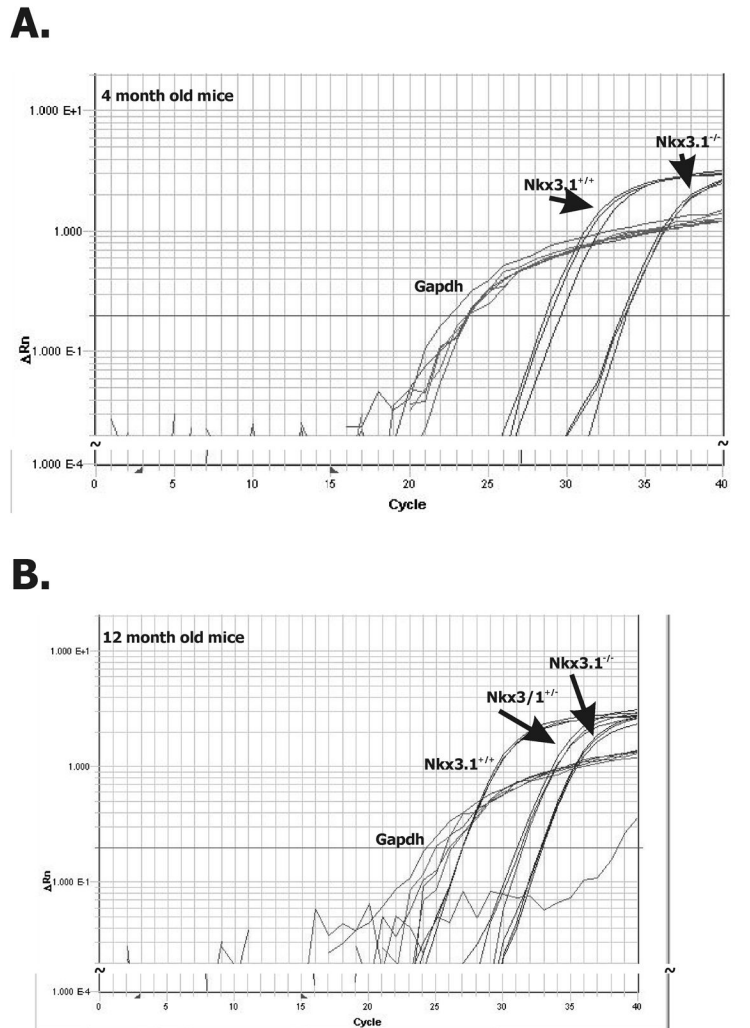 A.
4 month old mice
1.000 E+1
Nkx3.1-/-
Nkx3.1+/+
1.000
Gapdh
1.000 E-1
ΔRn
~ ~
1.000 E-4
0 5 10 15 20 25 30 35 40
Cycle
B.
12 month old mice
1.000 E+1
Nkx3.1-/-
Nkx3/1+/-
Nkx3.1+/+
1.000
Gapdh
1.000 E-1
ΔRn
~ ~
1.000 E-4
0 5 10 15 20 25 30 35 40
Cycle